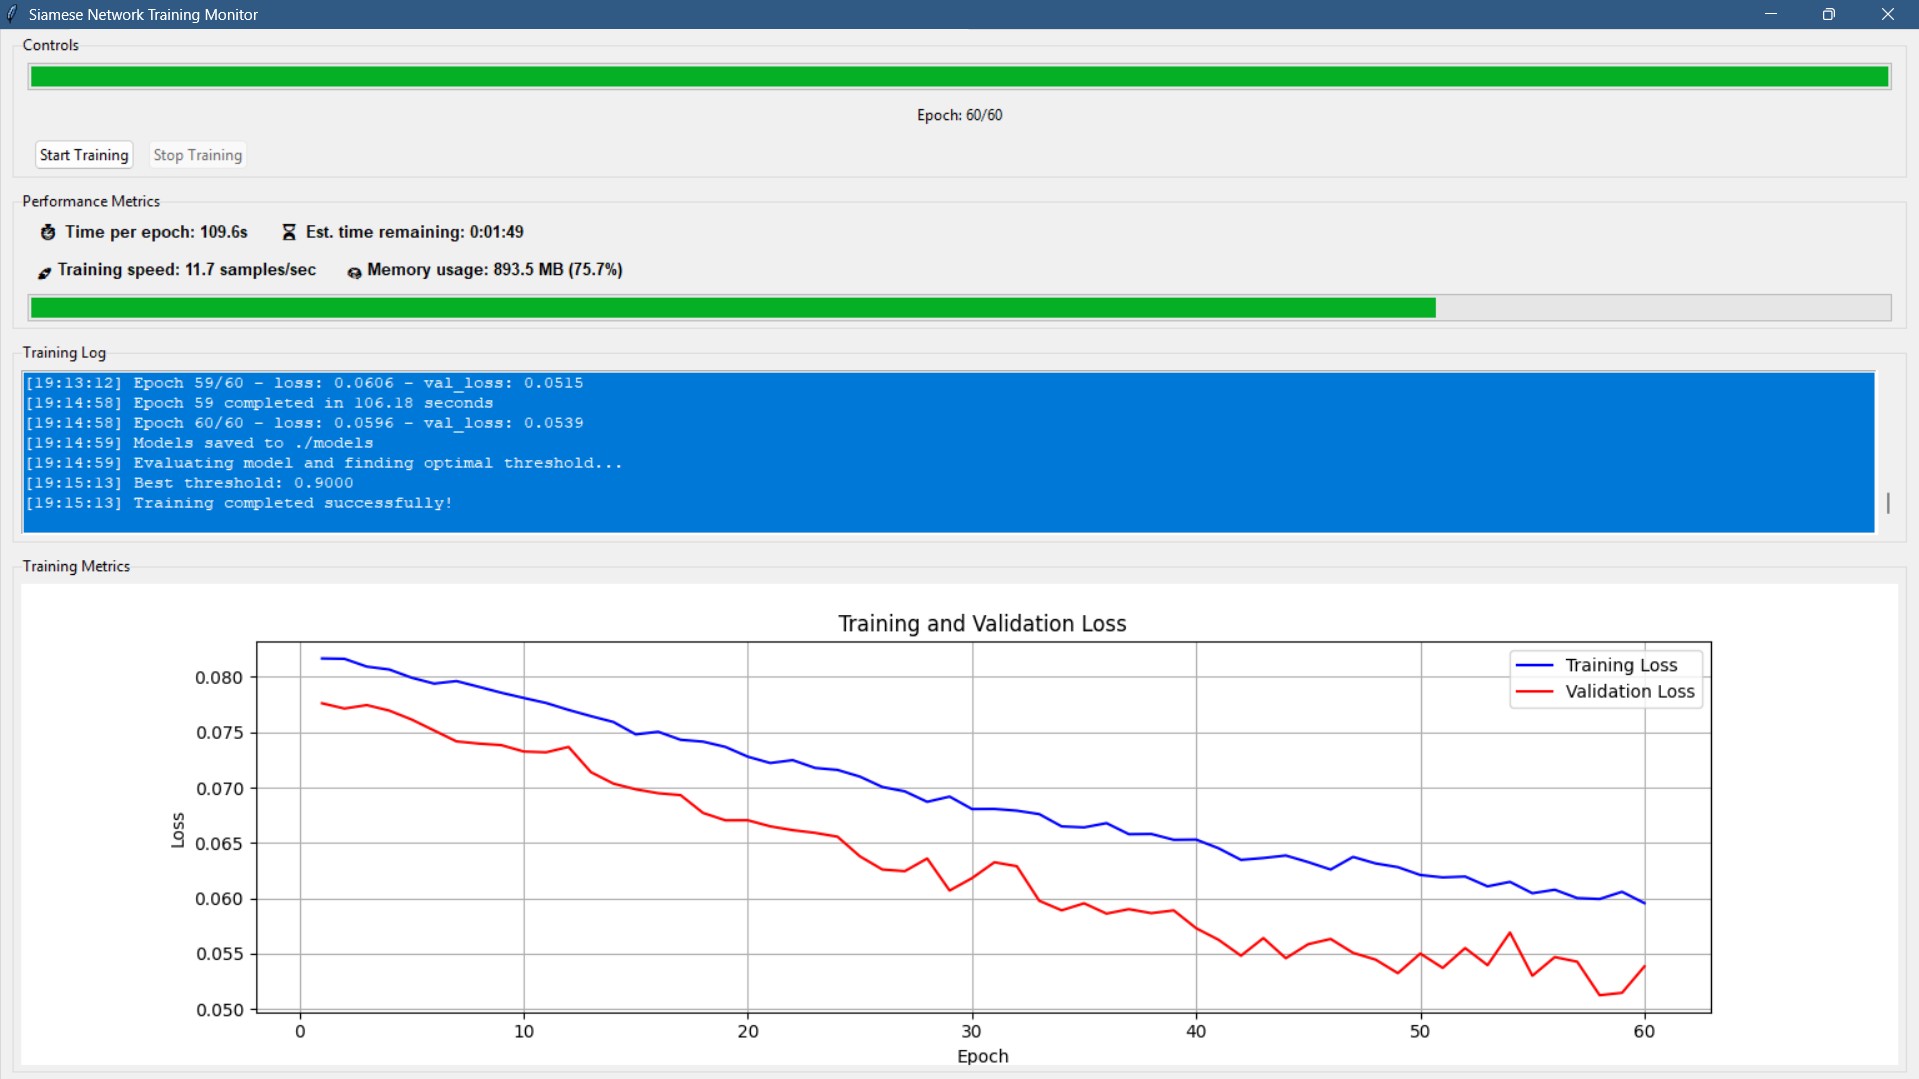 Siamese Network Training Monitor
Controls
Epoch: 60/60
Start Training Stop Training
Performance Metrics
Time per epoch: 109.6s Est. time remaining: 0:01:49
Training speed: 11.7 samples/sec Memory usage: 893.5 MB (75.7%)
Training Log
[19:13:12] Epoch 59/60 - loss: 0.0606 - val_loss: 0.0515
[19:14:58] Epoch 59 completed in 106.18 seconds
[19:14:58] Epoch 60/60 - loss: 0.0596 - val_loss: 0.0539
[19:14:59] Models saved to ./models
[19:14:59] Evaluating model and finding optimal threshold...
[19:15:13] Best threshold: 0.9000
[19:15:13] Training completed successfully!
Training Metrics
Training and Validation Loss
Training Loss
Validation Loss
0.080
0.075
0.070
0.065
0.060
0.055
0.050
Loss
0 10 20 30 40 50 60
Epoch